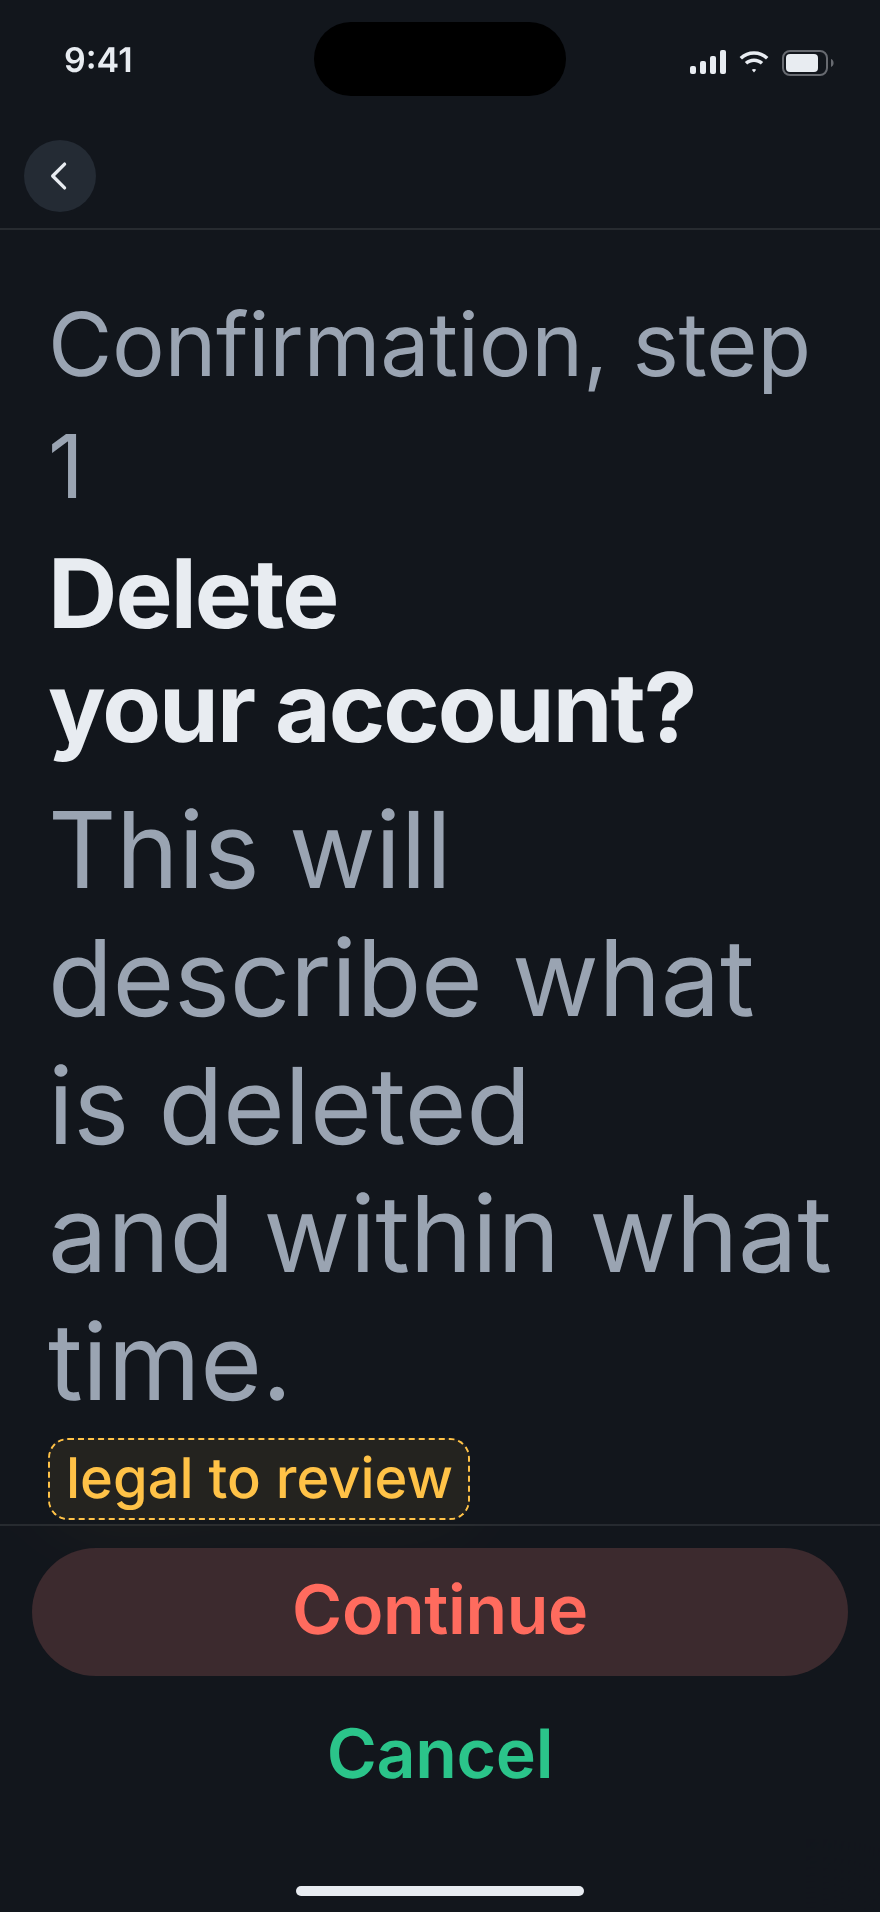 9:41
Confirmation, step
1
Delete
your account?
This will
describe what
is deleted
and within what
time.
legal to review
Continue
Cancel